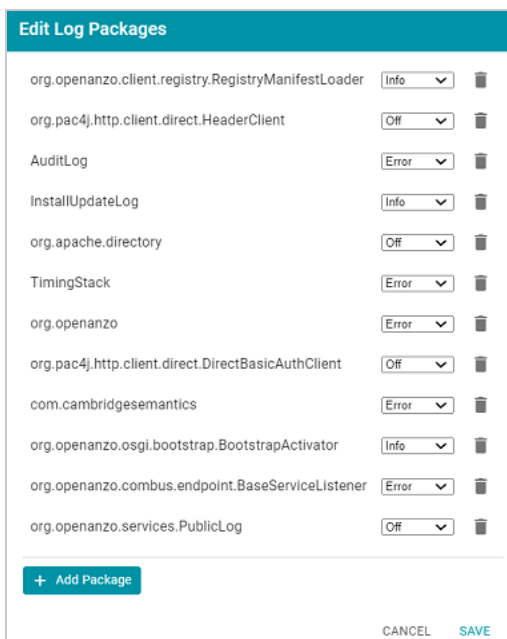 Edit Log Packages
org.openanzo.client.registry.RegistryManifestLoader Info
org.pac4j.http.client.direct.HeaderClient Off
AuditLog Error
InstallUpdateLog Info
org.apache.directory Off
TimingStack Error
org.openanzo Error
org.pac4j.http.client.direct.DirectBasicAuthClient Off
com.cambridgesemantics Error
org.openanzo.osgi.bootstrap.BootstrapActivator Info
org.openanzo.combus.endpoint.BaseServiceListener Error
org.openanzo.services.PublicLog Off
+ Add Package
CANCEL SAVE